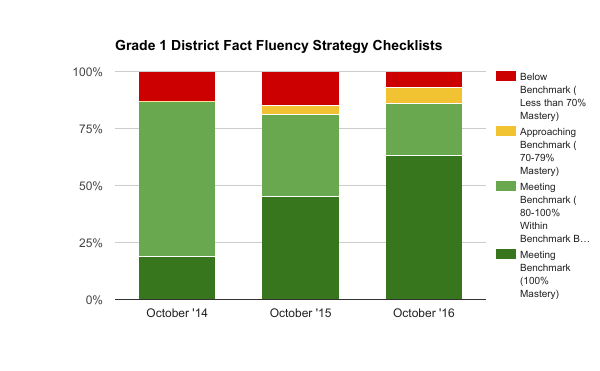 Grade 1 District Fact Fluency Strategy Checklists
100%
75%
50%
25%
0%
October '14
October '15
October '16
Below
Benchmark (
Less than 70%
Mastery)
Approaching
Benchmark (
70-79%
Mastery)
Meeting
Benchmark (
80-100%
Within
Benchmark B…
Meeting
Benchmark
(100%
Mastery)